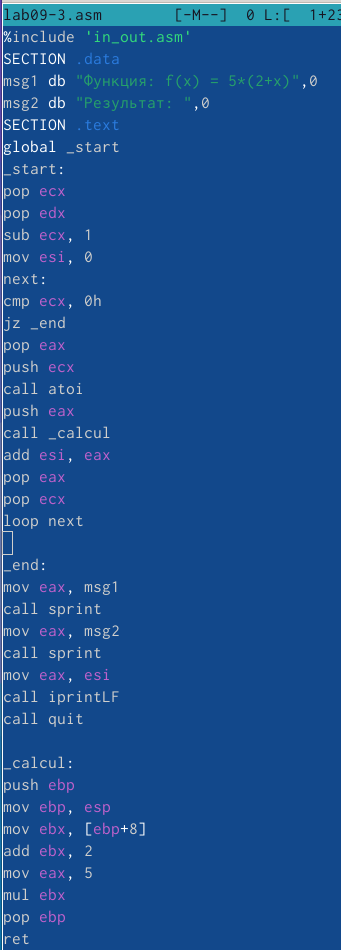 lab09-3.asm [-M--] 0 L:[ 1+23
%include 'in_out.asm'
SECTION .data
msg1 db "Функция: f(x) = 5*(2+x)",0
msg2 db "Результат: ",0
SECTION .text
global _start
_start:
pop ecx
pop edx
sub ecx, 1
mov esi, 0
next:
cmp ecx, 0h
jz _end
pop eax
push ecx
call atoi
push eax
call _calcul
add esi, eax
pop eax
pop ecx
loop next
_end:
mov eax, msg1
call sprint
mov eax, msg2
call sprint
mov eax, esi
call iprintLF
call quit
_calcul:
push ebp
mov ebp, esp
mov ebx, [ebp+8]
add ebx, 2
mov eax, 5
mul ebx
pop ebp
ret